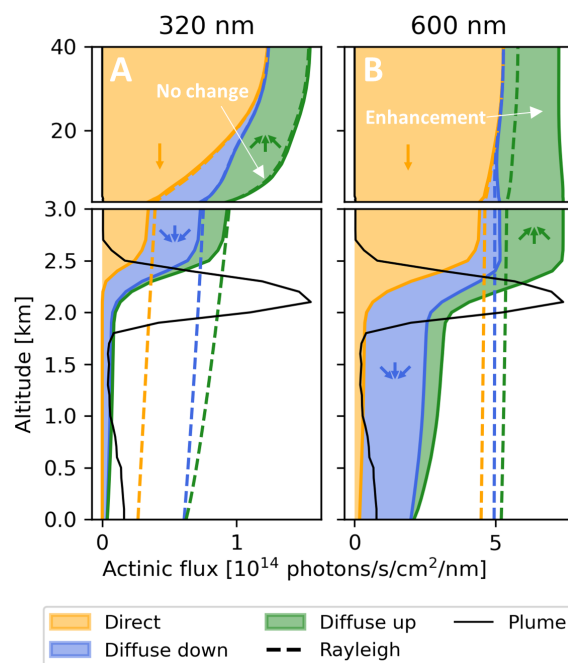 320 nm
600 nm
40
20
A
No change
B
Enhancement
3.0
2.5
2.0
1.5
1.0
0.5
0.0
Altitude [km]
0
1
5
Actinic flux [10¹⁴ photons/s/cm²/nm]
Direct
Diffuse up
Plume
Diffuse down
Rayleigh